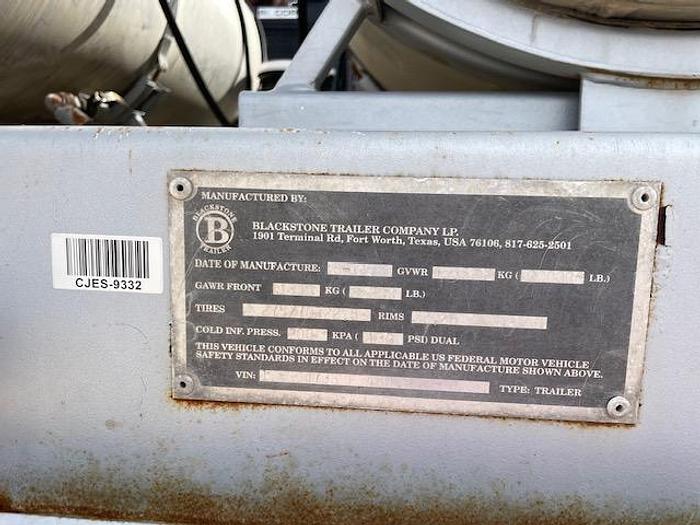 MANUFACTURED BY:
BLACKSTONE
B
TRAILER
BLACKSTONE TRAILER COMPANY LP.
1901 Terminal Rd, Fort Worth, Texas, USA 76106, 817-625-2501
DATE OF MANUFACTURE: GVWR KG ( LB.)
GAWR FRONT KG ( LB.)
TIRES RIMS
COLD INF. PRESS. KPA ( PSI) DUAL
THIS VEHICLE CONFORMS TO ALL APPLICABLE US FEDERAL MOTOR VEHICLE
SAFETY STANDARDS IN EFFECT ON THE DATE OF MANUFACTURE SHOWN ABOVE.
VIN: TYPE: TRAILER
CJES-9332